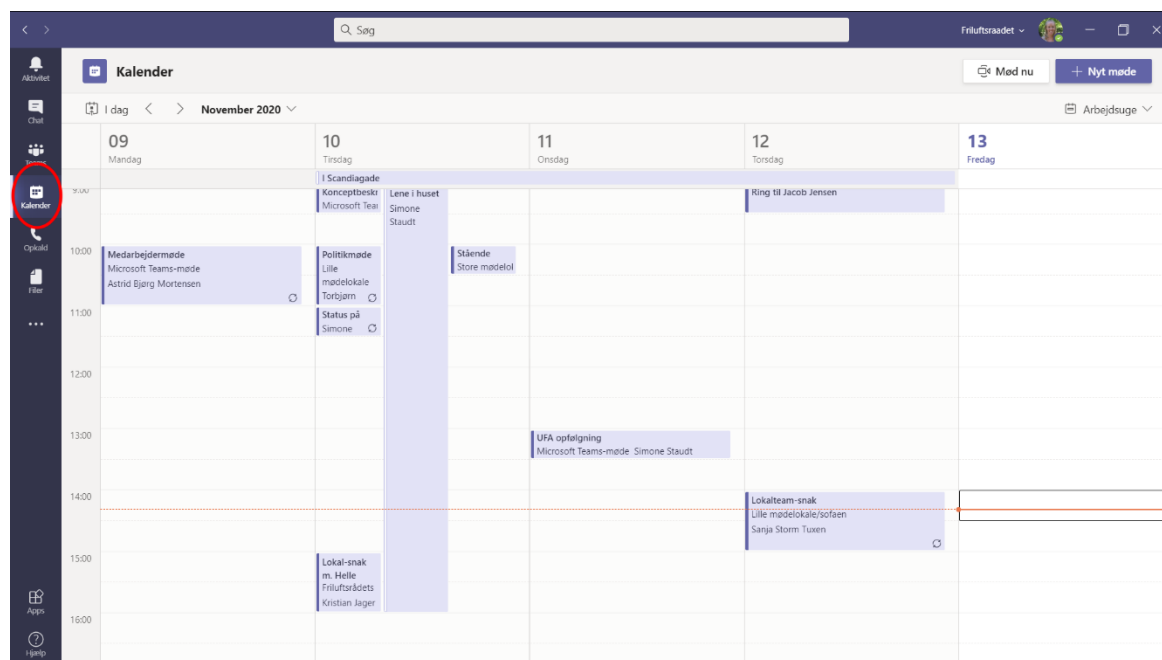 Søg
Friluftsraadet
Aktivitet
Chat
Teams
Kalender
Opkald
Filer
Apps
Hjælp
Kalender
Mød nu
+ Nyt møde
I dag
November 2020
Arbejdsuge
09
Mandag
10
Tirsdag
11
Onsdag
12
Torsdag
13
Fredag
I Scandiagade
9:00
10:00
11:00
12:00
13:00
14:00
15:00
16:00
Medarbejdermøde
Microsoft Teams-møde
Astrid Bjørg Mortensen
Konceptbeskr
Microsoft Tear
Politikmøde
Lille
mødelokale
Torbjørn
Status på
Simone
Lokal-snak
m. Helle
Friluftsrådets
Kristian Jager
Lene i huset
Simone
Staudt
Stående
Store mødelol
UFA opfølgning
Microsoft Teams-møde Simone Staudt
Ring til Jacob Jensen
Lokalteam-snak
Lille mødelokale/sofaen
Sanja Storm Tuxen